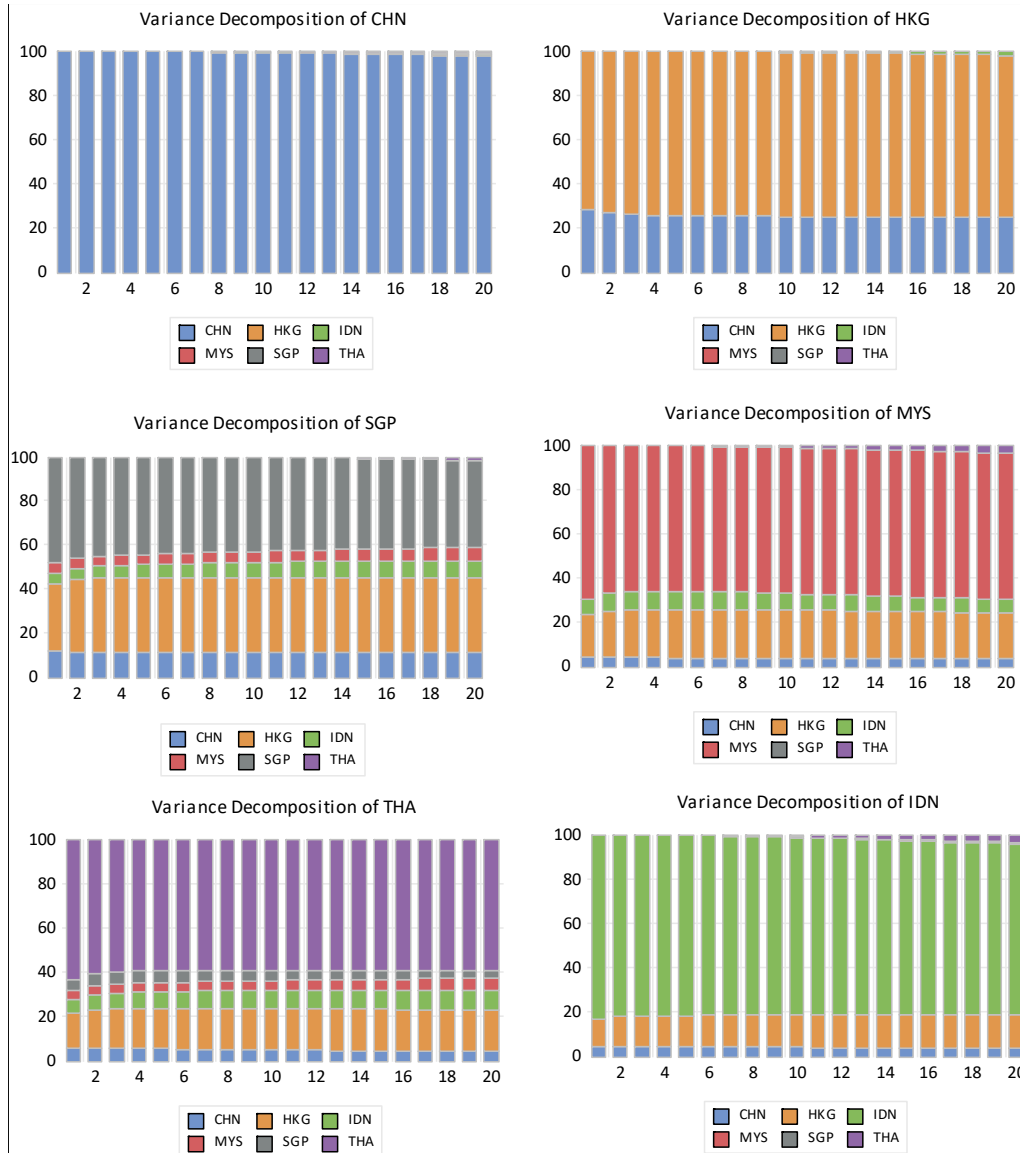 Variance Decomposition of CHN
100
80
60
40
20
0
2 4 6 8 10 12 14 16 18 20
CHN HKG IDN
MYS SGP THA
Variance Decomposition of HKG
100
80
60
40
20
0
2 4 6 8 10 12 14 16 18 20
CHN HKG IDN
MYS SGP THA
Variance Decomposition of SGP
100
80
60
40
20
0
2 4 6 8 10 12 14 16 18 20
CHN HKG IDN
MYS SGP THA
Variance Decomposition of MYS
100
80
60
40
20
0
2 4 6 8 10 12 14 16 18 20
CHN HKG IDN
MYS SGP THA
Variance Decomposition of THA
100
80
60
40
20
0
2 4 6 8 10 12 14 16 18 20
CHN HKG IDN
MYS SGP THA
Variance Decomposition of IDN
100
80
60
40
20
0
2 4 6 8 10 12 14 16 18 20
CHN HKG IDN
MYS SGP THA